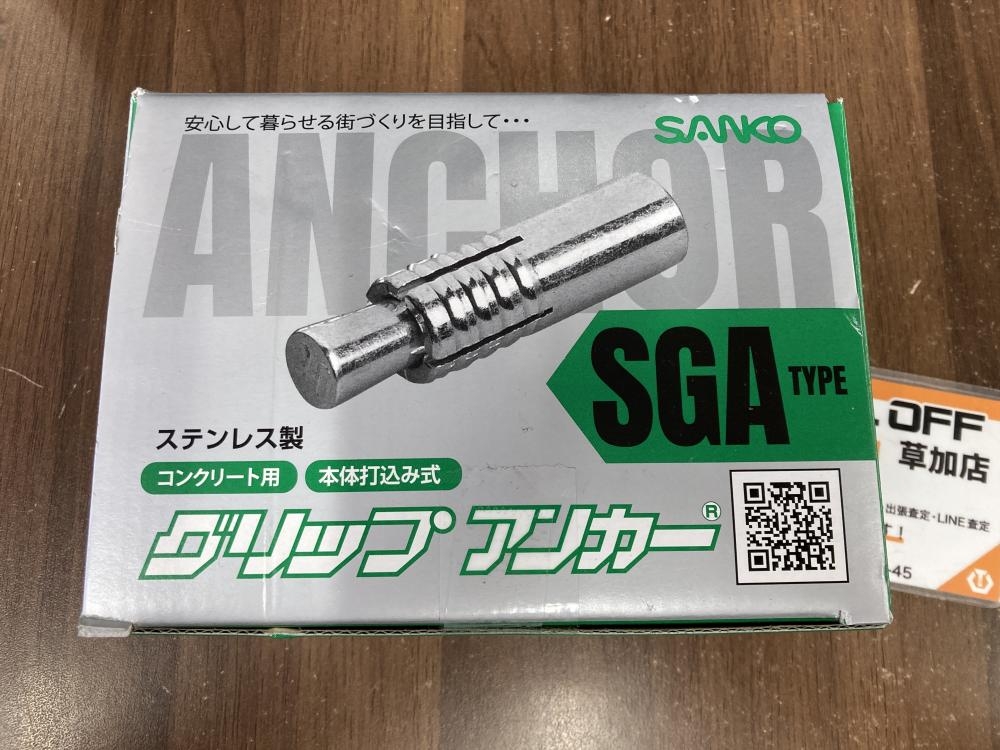 安心して暮らせる街づくりを目指して・・・
SANKO
ANCHOR
SGA TYPE
ステンレス製
コンクリート用 本体打込み式
グリップアンカー®
OFF
草加店
出張査定・LINE査定
-45